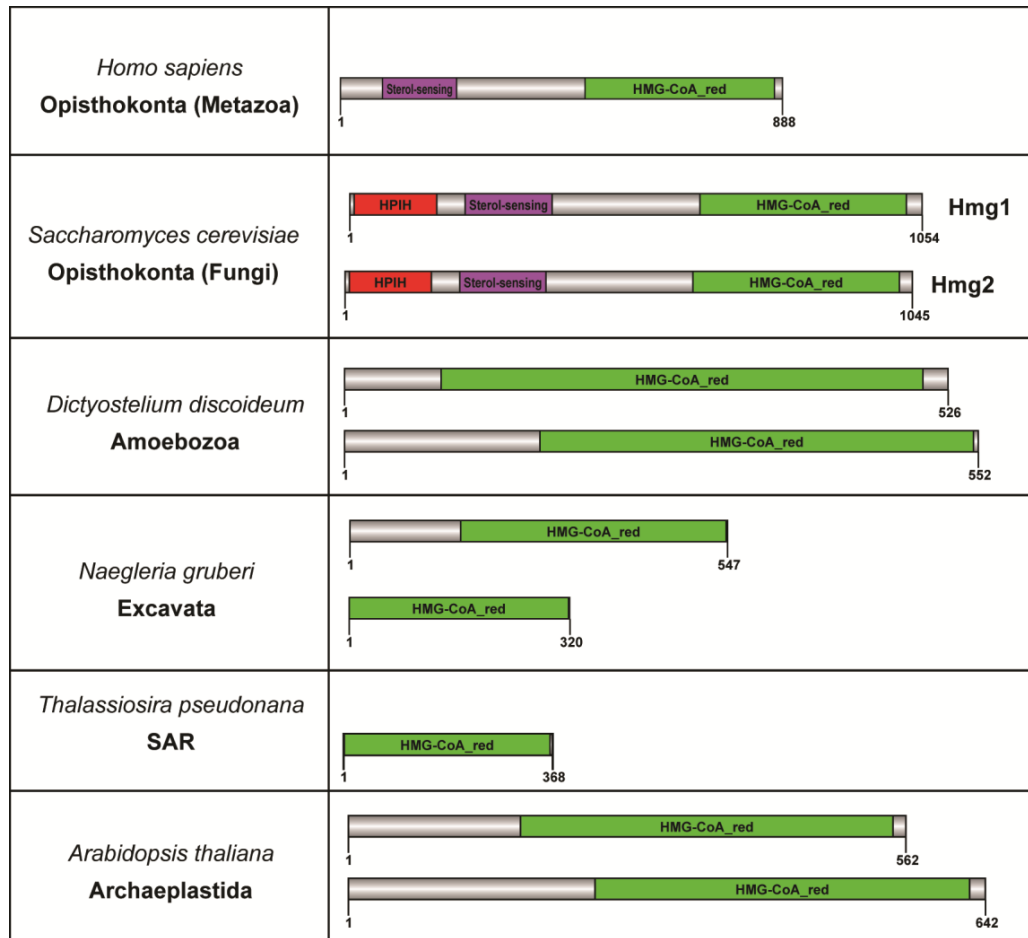 Homo sapiens
Opisthokonta (Metazoa)
Sterol-sensing
HMG-CoA_red
1
888
Saccharomyces cerevisiae
Opisthokonta (Fungi)
HPIH
Sterol-sensing
HMG-CoA_red
Hmg1
1
1054
HPIH
Sterol-sensing
HMG-CoA_red
Hmg2
1
1045
Dictyostelium discoideum
Amoebozoa
HMG-CoA_red
1
526
HMG-CoA_red
1
552
Naegleria gruberi
Excavata
HMG-CoA_red
1
547
HMG-CoA_red
1
320
Thalassiosira pseudonana
SAR
HMG-CoA_red
1
368
Arabidopsis thaliana
Archaeplastida
HMG-CoA_red
1
562
HMG-CoA_red
1
642